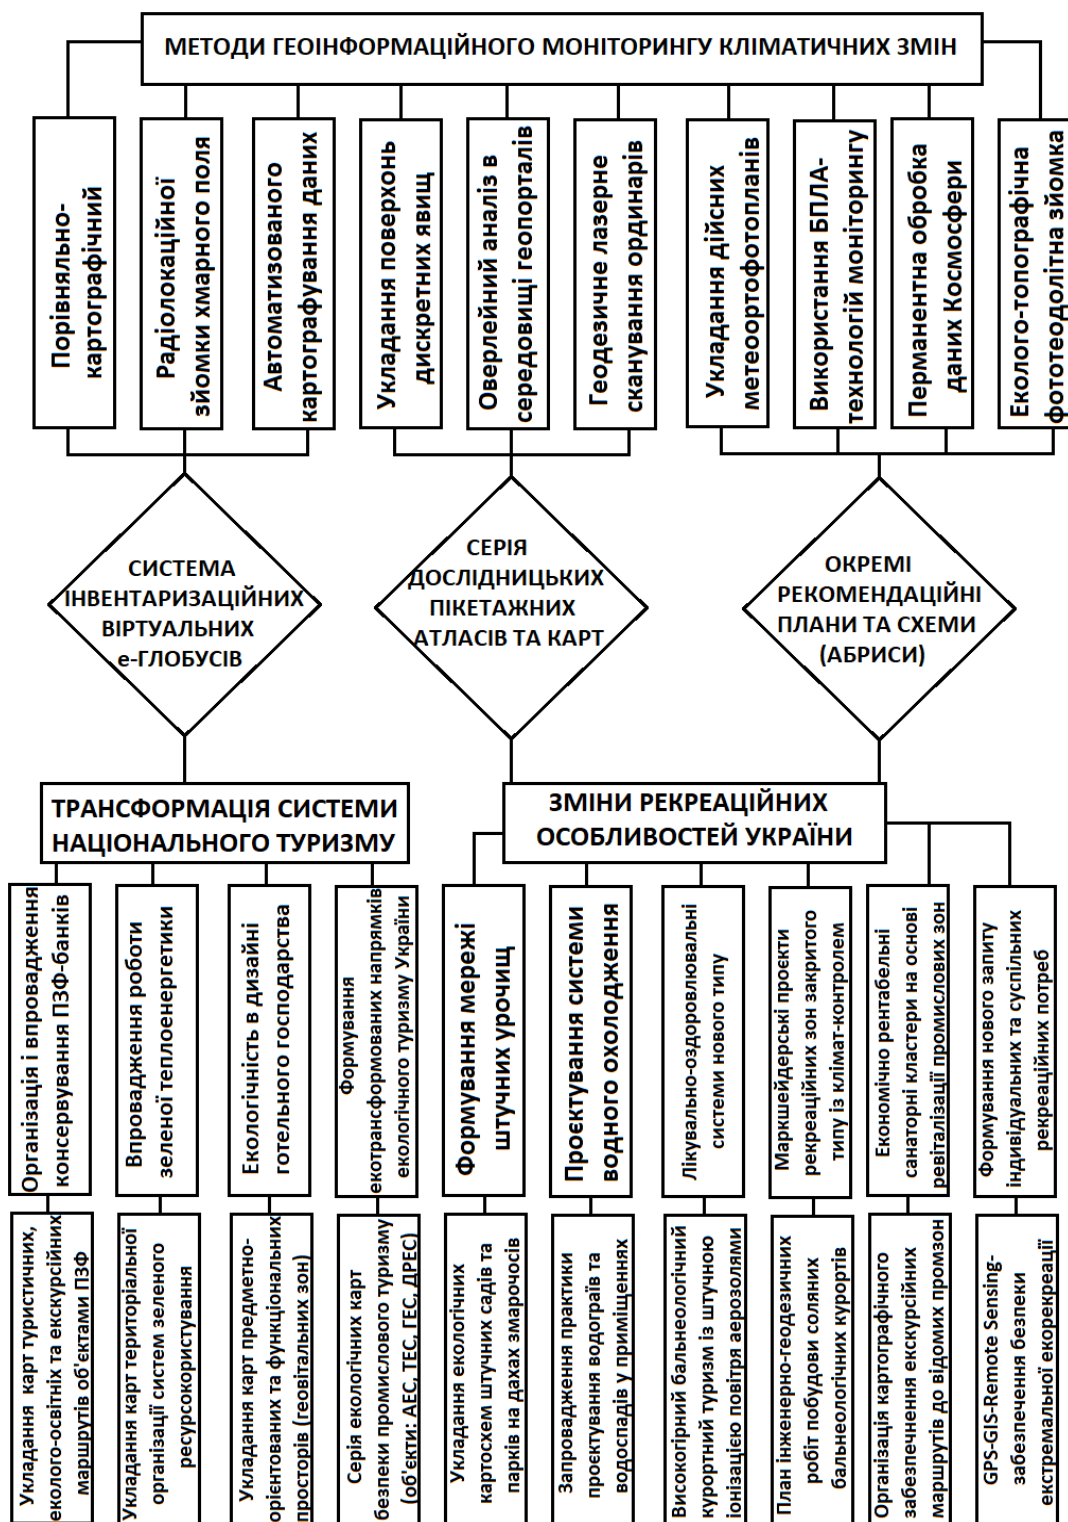 МЕТОДИ ГЕОІНФОРМАЦІЙНОГО МОНІТОРИНГУ КЛІМАТИЧНИХ ЗМІН
Порівняльно-
картографічний
Радіолокаційної
зйомки хмарного поля
Автоматизованого
картографування даних
Укладання поверхонь
дискретних явищ
Оверлейний аналіз в
середовищі геопорталів
Геодезичне лазерне
сканування ординарів
Укладання дійсних
метеоортофотопланів
Використання БПЛА-
технологій моніторингу
Перманентна обробка
даних Космосфери
Еколого-топографічна
фототеодолітна зйомка
СИСТЕМА
ІНВЕНТАРИЗАЦІЙНИХ
ВІРТУАЛЬНИХ
е-ГЛОБУСІВ
СЕРІЯ
ДОСЛІДНИЦЬКИХ
ПІКЕТАЖНИХ
АТЛАСІВ ТА КАРТ
ОКРЕМІ
РЕКОМЕНДАЦІЙНІ
ПЛАНИ ТА СХЕМИ
(АБРИСИ)
ТРАНСФОРМАЦІЯ СИСТЕМИ
НАЦІОНАЛЬНОГО ТУРИЗМУ
ЗМІНИ РЕКРЕАЦІЙНИХ
ОСОБЛИВОСТЕЙ УКРАЇНИ
Організація і впровадження
консервування ПЗФ-банків
Впровадження роботи
зеленої теплоенергетики
Екологічність в дизайні
готельного господарства
Формування
екотрансформованих напрямків
екологічного туризму України
Формування мережі
штучних урочищ
Проєктування системи
водного охолодження
Лікувально-оздоровлювальні
системи нового типу
Маркшейдерські проєкти
рекреаційних зон закритого
типу із клімат-контролем
Економічно рентабельні
санаторні кластери на основі
ревіталізації промислових зон
Формування нового запиту
індивідуальних та суспільних
рекреаційних потреб
Укладання  карт туристичних,
еколого-освітніх та екскурсійних
маршрутів об'єктами ПЗФ
Укладання карт територіальної
організації систем зеленого
ресурсокористування
Укладання карт предметно-
орієнтованих та функціональних
просторів (геовітальних зон)
Серія екологічних карт
безпеки промислового туризму
(об'єкти: АЕС, ТЕС, ГЕС, ДРЕС)
Укладання екологічних
картосхем штучних садів та
парків на дахах хмарочосів
Запровадження практики
проєктування водограїв та
водоспадів у приміщеннях
Високогірний бальнеологічний
курортний туризм із штучною
іонізацією повітря аерозолями
План інженерно-геодезичних
робіт побудови соляних
бальнеологічних курортів
Організація картографічного
забезпечення екскурсійних
маршрутів до відомих промзон
GPS-GIS-Remote Sensing-
забезпечення безпеки
екстремальної екорекреації